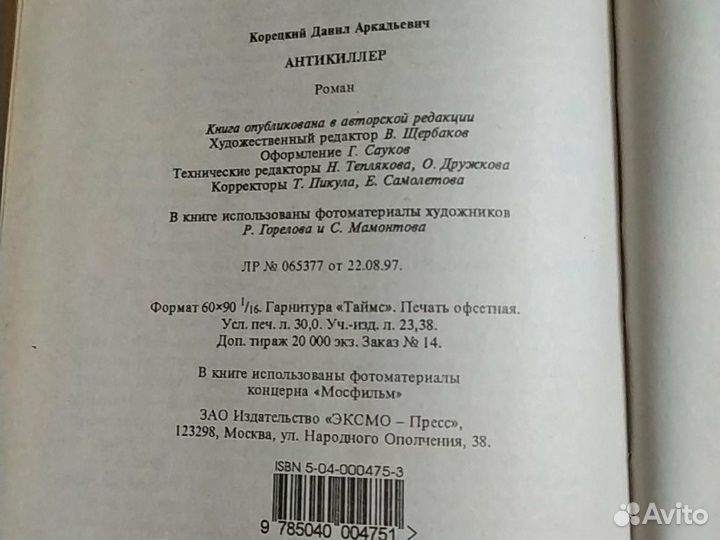 Корецкий Данил Аркадьевич
АНТИКИЛЛЕР
Роман
Книга опубликована в авторской редакции
Художественный редактор В. Щербаков
Оформление Г. Сауков
Технические редакторы Н. Теплякова, О. Дружкова
Корректоры Т. Пикула, Е. Самолетова
В книге использованы фотоматериалы художников
Р. Горелова и С. Мамонтова
ЛР № 065377 от 22.08.97.
Формат 60×90 1/16. Гарнитура «Таймс». Печать офсетная.
Усл. печ. л. 30,0. Уч.-изд. л. 23,38.
Доп. тираж 20 000 экз. Заказ № 14.
В книге использованы фотоматериалы
концерна «Мосфильм»
ЗАО Издательство «ЭКСМО – Пресс»,
123298, Москва, ул. Народного Ополчения, 38.
ISBN 5-04-000475-3
9 785040 004751 >
Avito